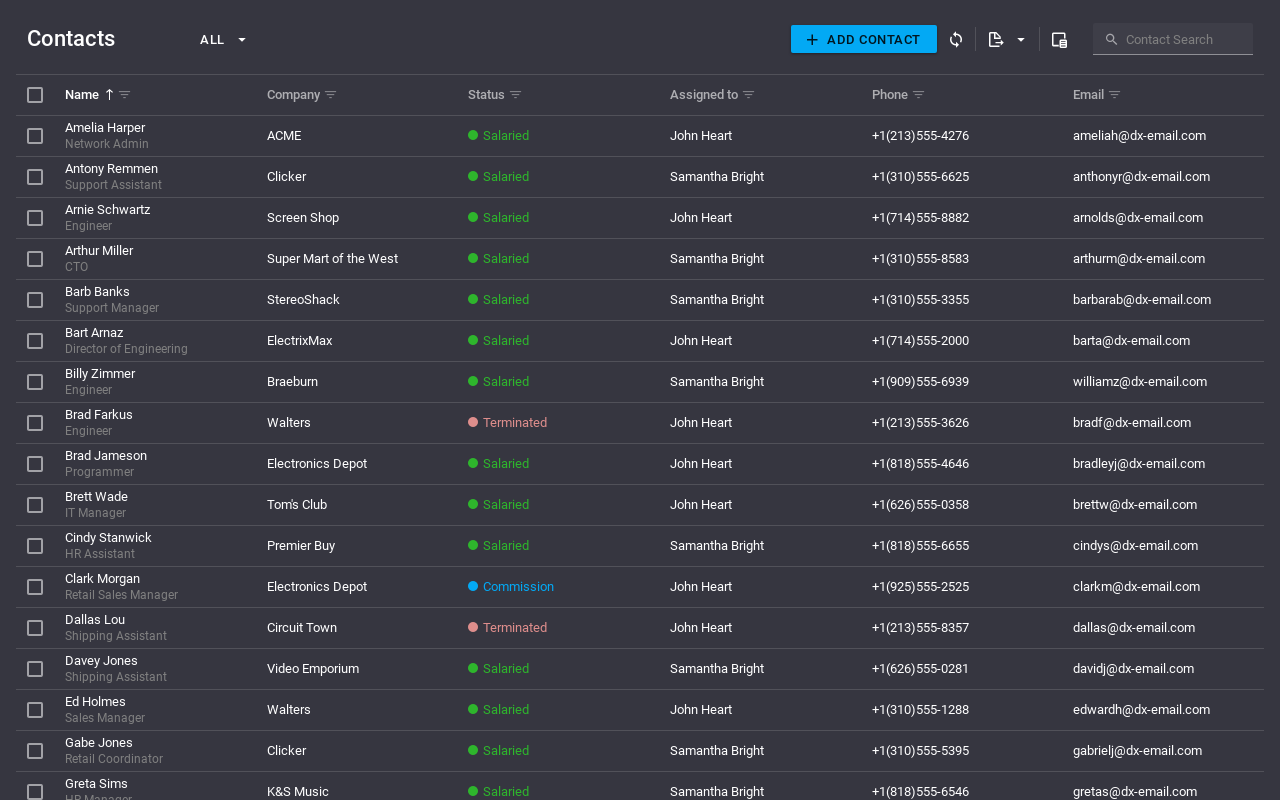 Contacts
ALL
ADD CONTACT
Contact Search
Name Company Status Assigned to Phone Email
Amelia Harper
Network Admin
ACME Salaried John Heart +1(213)555-4276 ameliah@dx-email.com
Antony Remmen
Support Assistant
Clicker Salaried Samantha Bright +1(310)555-6625 anthonyr@dx-email.com
Arnie Schwartz
Engineer
Screen Shop Salaried John Heart +1(714)555-8882 arnolds@dx-email.com
Arthur Miller
CTO
Super Mart of the West Salaried Samantha Bright +1(310)555-8583 arthurm@dx-email.com
Barb Banks
Support Manager
StereoShack Salaried Samantha Bright +1(310)555-3355 barbarab@dx-email.com
Bart Arnaz
Director of Engineering
ElectrixMax Salaried John Heart +1(714)555-2000 barta@dx-email.com
Billy Zimmer
Engineer
Braeburn Salaried Samantha Bright +1(909)555-6939 williamz@dx-email.com
Brad Farkus
Engineer
Walters Terminated John Heart +1(213)555-3626 bradf@dx-email.com
Brad Jameson
Programmer
Electronics Depot Salaried John Heart +1(818)555-4646 bradleyj@dx-email.com
Brett Wade
IT Manager
Tom's Club Salaried John Heart +1(626)555-0358 brettw@dx-email.com
Cindy Stanwick
HR Assistant
Premier Buy Salaried Samantha Bright +1(818)555-6655 cindys@dx-email.com
Clark Morgan
Retail Sales Manager
Electronics Depot Commission John Heart +1(925)555-2525 clarkm@dx-email.com
Dallas Lou
Shipping Assistant
Circuit Town Terminated John Heart +1(213)555-8357 dallas@dx-email.com
Davey Jones
Shipping Assistant
Video Emporium Salaried Samantha Bright +1(626)555-0281 davidj@dx-email.com
Ed Holmes
Sales Manager
Walters Salaried John Heart +1(310)555-1288 edwardh@dx-email.com
Gabe Jones
Retail Coordinator
Clicker Salaried Samantha Bright +1(310)555-5395 gabrielj@dx-email.com
Greta Sims
HR Manager
K&S Music Salaried Samantha Bright +1(818)555-6546 gretas@dx-email.com